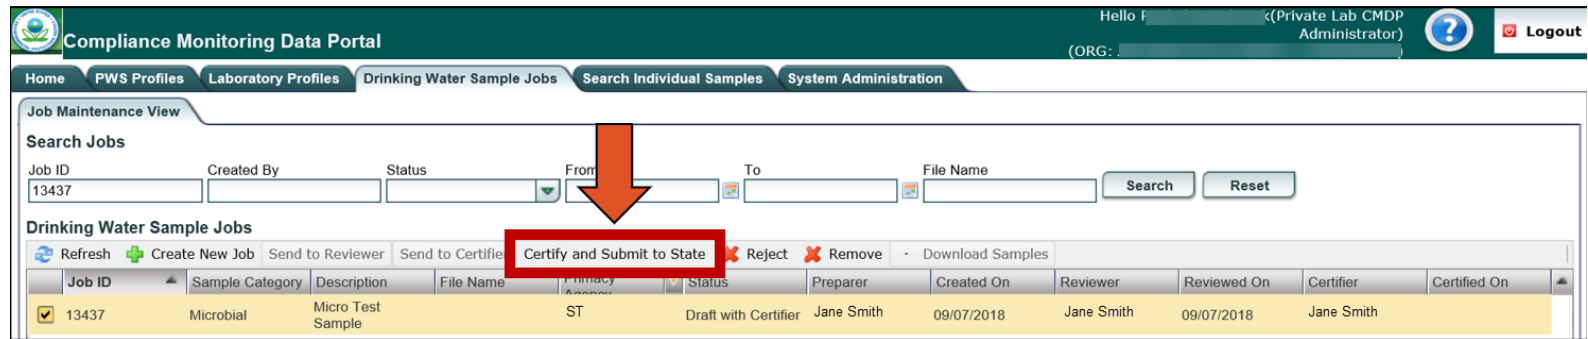 Hello
(Private Lab CMDP
Administrator)
(ORG:
Compliance Monitoring Data Portal
Logout
Home PWS Profiles Laboratory Profiles Drinking Water Sample Jobs Search Individual Samples System Administration
Job Maintenance View
Search Jobs
Job ID Created By Status From To File Name
13437 Search Reset
Drinking Water Sample Jobs
Refresh Create New Job Send to Reviewer Send to Certifier Certify and Submit to State Reject Remove - Download Samples
Job ID Sample Category Description File Name Primacy Agency Status Preparer Created On Reviewer Reviewed On Certifier Certified On
13437 Microbial Micro Test Sample ST Draft with Certifier Jane Smith 09/07/2018 Jane Smith 09/07/2018 Jane Smith